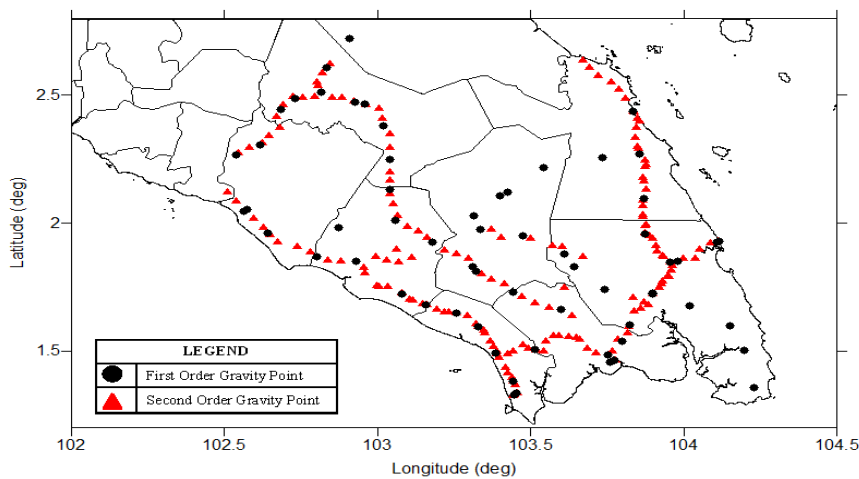 2.5
2
1.5
Latitude (deg)
LEGEND
First Order Gravity Point
Second Order Gravity Point
102 102.5 103 103.5 104 104.5
Longitude (deg)